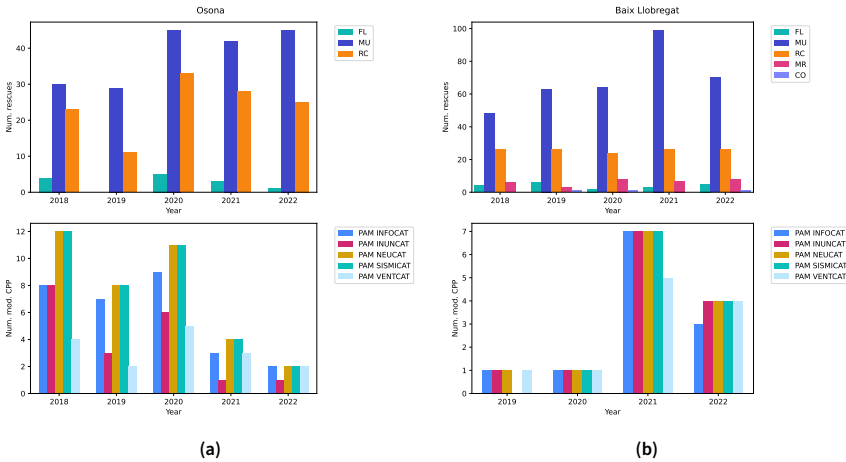 Osona
Num. rescues
40
30
20
10
0
2018 2019 2020 2021 2022
Year
FL
MU
RC
Num. mod. CPP
12
10
8
6
4
2
0
2018 2019 2020 2021 2022
Year
PAM INFOCAT
PAM INUNCAT
PAM NEUCAT
PAM SISMICAT
PAM VENTCAT
(a)
Baix Llobregat
Num. rescues
100
80
60
40
20
0
2018 2019 2020 2021 2022
Year
FL
MU
RC
MR
CO
Num. mod. CPP
7
6
5
4
3
2
1
0
2019 2020 2021 2022
Year
PAM INFOCAT
PAM INUNCAT
PAM NEUCAT
PAM SISMICAT
PAM VENTCAT
(b)